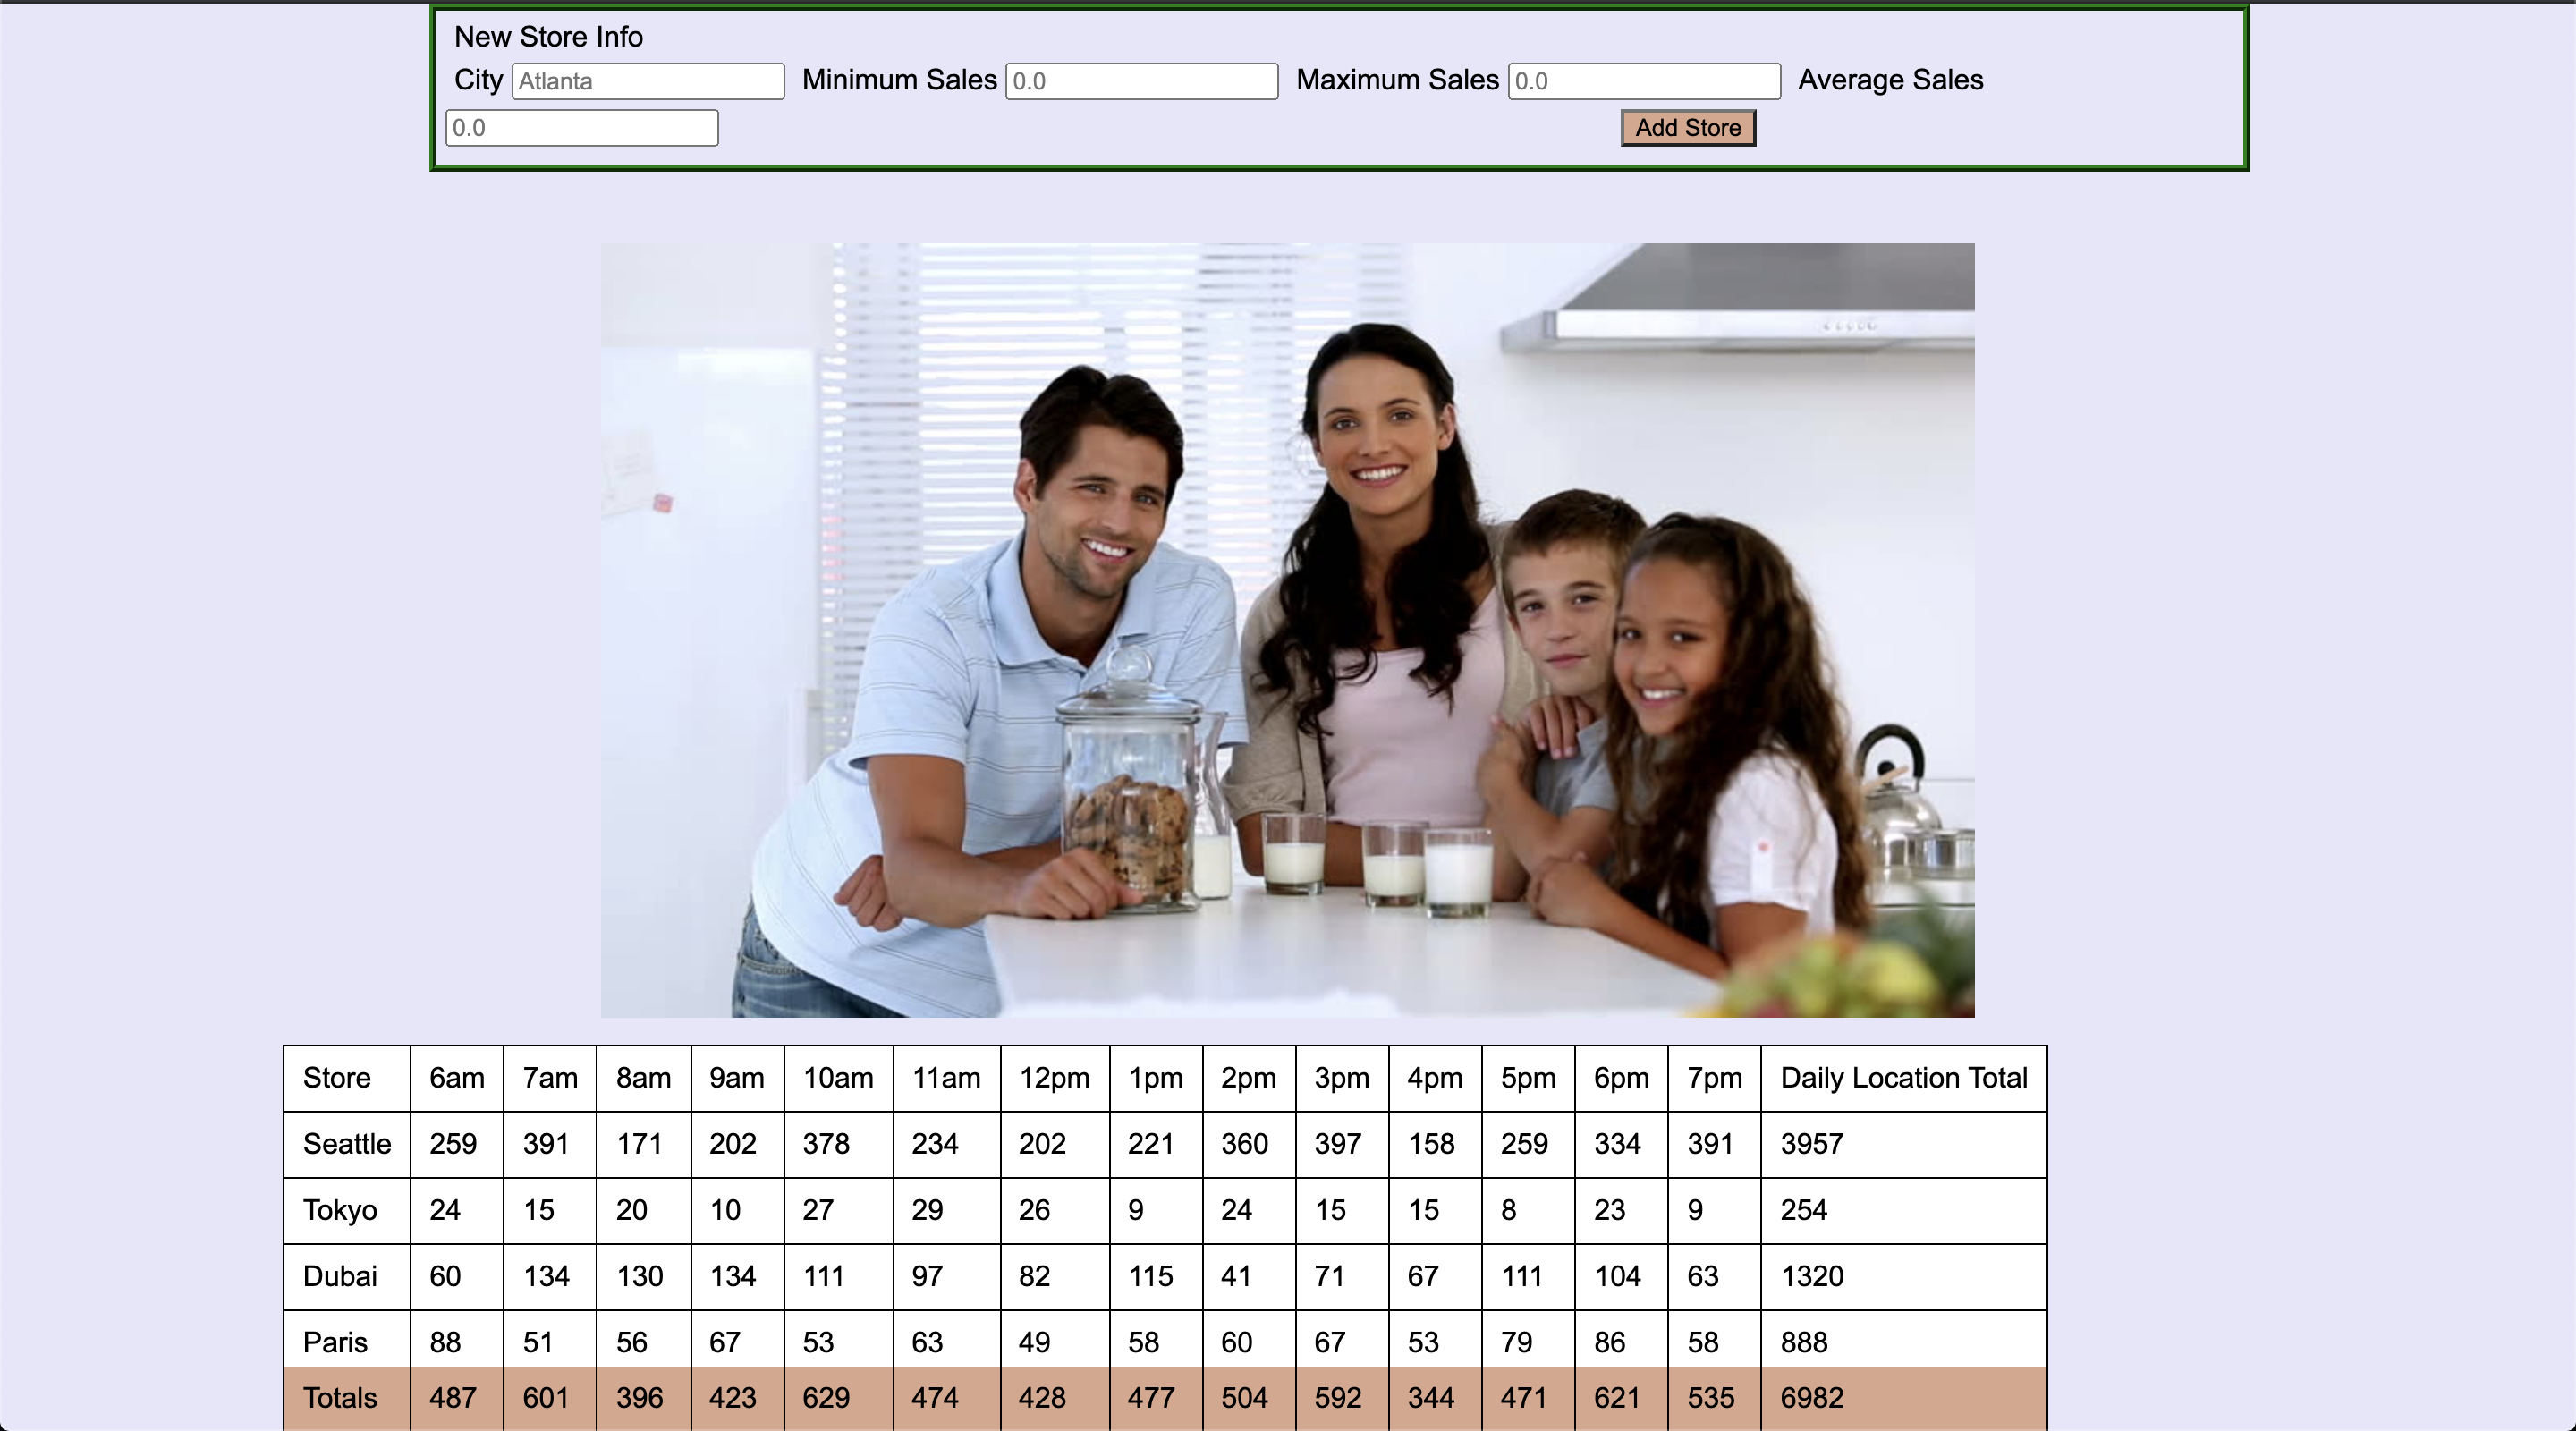 New Store Info
City Atlanta Minimum Sales 0.0 Maximum Sales 0.0 Average Sales
0.0 Add Store
Store 6am 7am 8am 9am 10am 11am 12pm 1pm 2pm 3pm 4pm 5pm 6pm 7pm Daily Location Total
Seattle 259 391 171 202 378 234 202 221 360 397 158 259 334 391 3957
Tokyo 24 15 20 10 27 29 26 9 24 15 15 8 23 9 254
Dubai 60 134 130 134 111 97 82 115 41 71 67 111 104 63 1320
Paris 88 51 56 67 53 63 49 58 60 67 53 79 86 58 888
Totals 487 601 396 423 629 474 428 477 504 592 344 471 621 535 6982